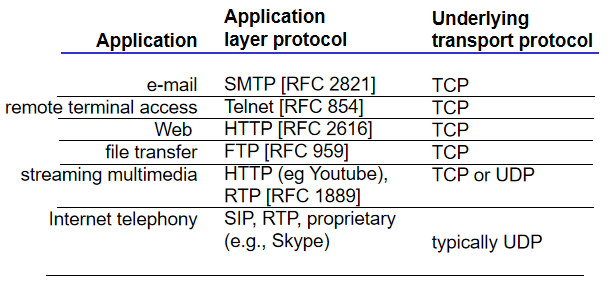 Application Application layer protocol Underlying transport protocol
e-mail SMTP [RFC 2821] TCP
remote terminal access Telnet [RFC 854] TCP
Web HTTP [RFC 2616] TCP
file transfer FTP [RFC 959] TCP
streaming multimedia HTTP (eg Youtube), TCP or UDP
RTP [RFC 1889]
Internet telephony SIP, RTP, proprietary
(e.g., Skype) typically UDP